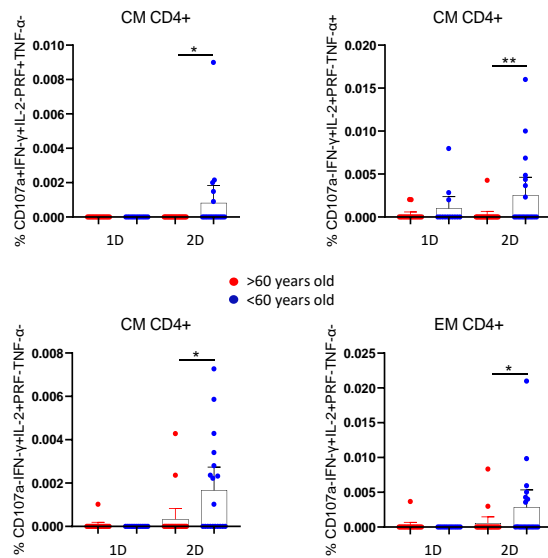 CM CD4+
% CD107a+IFN-γ+IL-2-PRF+TNF-α-
0.010
0.008
0.006
0.004
0.002
0.000
*
1D 2D
CM CD4+
% CD107a-IFN-γ+IL-2+PRF-TNF-α+
0.020
0.015
0.010
0.005
0.000
**
1D 2D
>60 years old
<60 years old
CM CD4+
% CD107a-IFN-γ+IL-2+PRF-TNF-α-
0.008
0.006
0.004
0.002
0.000
*
1D 2D
EM CD4+
% CD107a-IFN-γ+IL-2+PRF-TNF-α-
0.025
0.020
0.015
0.010
0.005
0.000
*
1D 2D